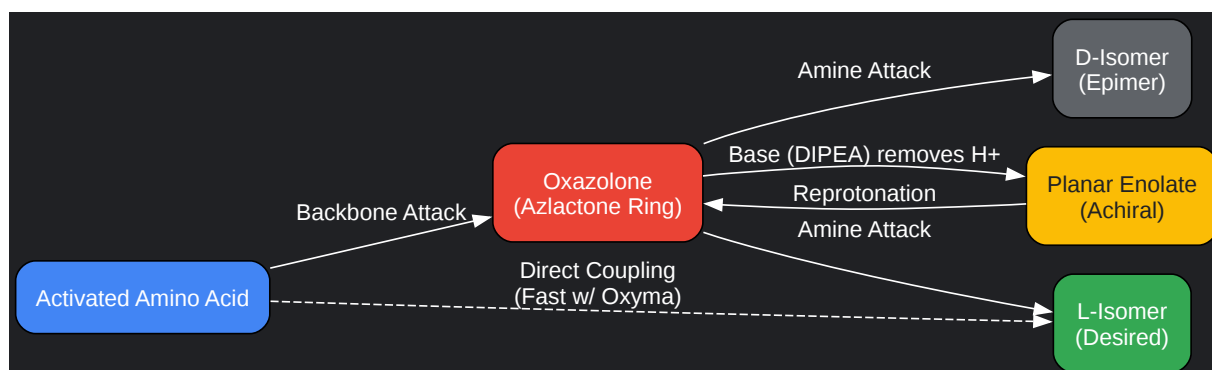 Amine Attack
D-Isomer
(Epimer)
Base (DIPEA) removes H+
Oxazolone
(Azlactone Ring)
Planar Enolate
(Achiral)
Reprotonation
Backbone Attack
Amine Attack
Direct Coupling
(Fast w/ Oxyma)
Activated Amino Acid
L-Isomer
(Desired)